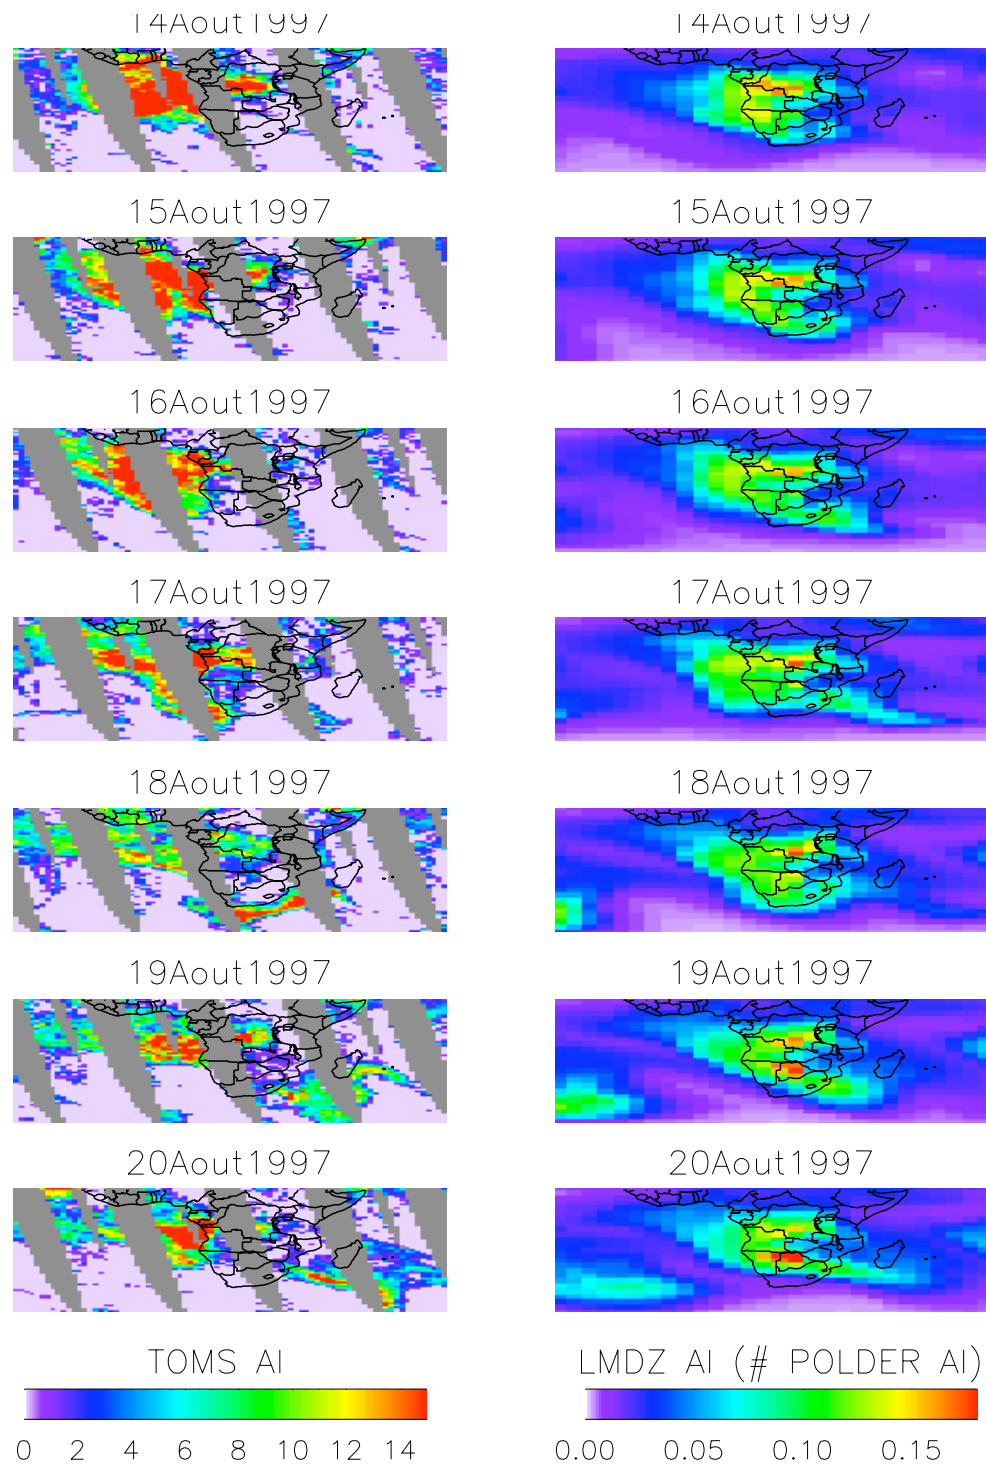 14Aout1997 14Aout1997
15Aout1997 15Aout1997
16Aout1997 16Aout1997
17Aout1997 17Aout1997
18Aout1997 18Aout1997
19Aout1997 19Aout1997
20Aout1997 20Aout1997
TOMS AI LMDZ AI (# POLDER AI)
0 2 4 6 8 10 12 14 0.00 0.05 0.10 0.15